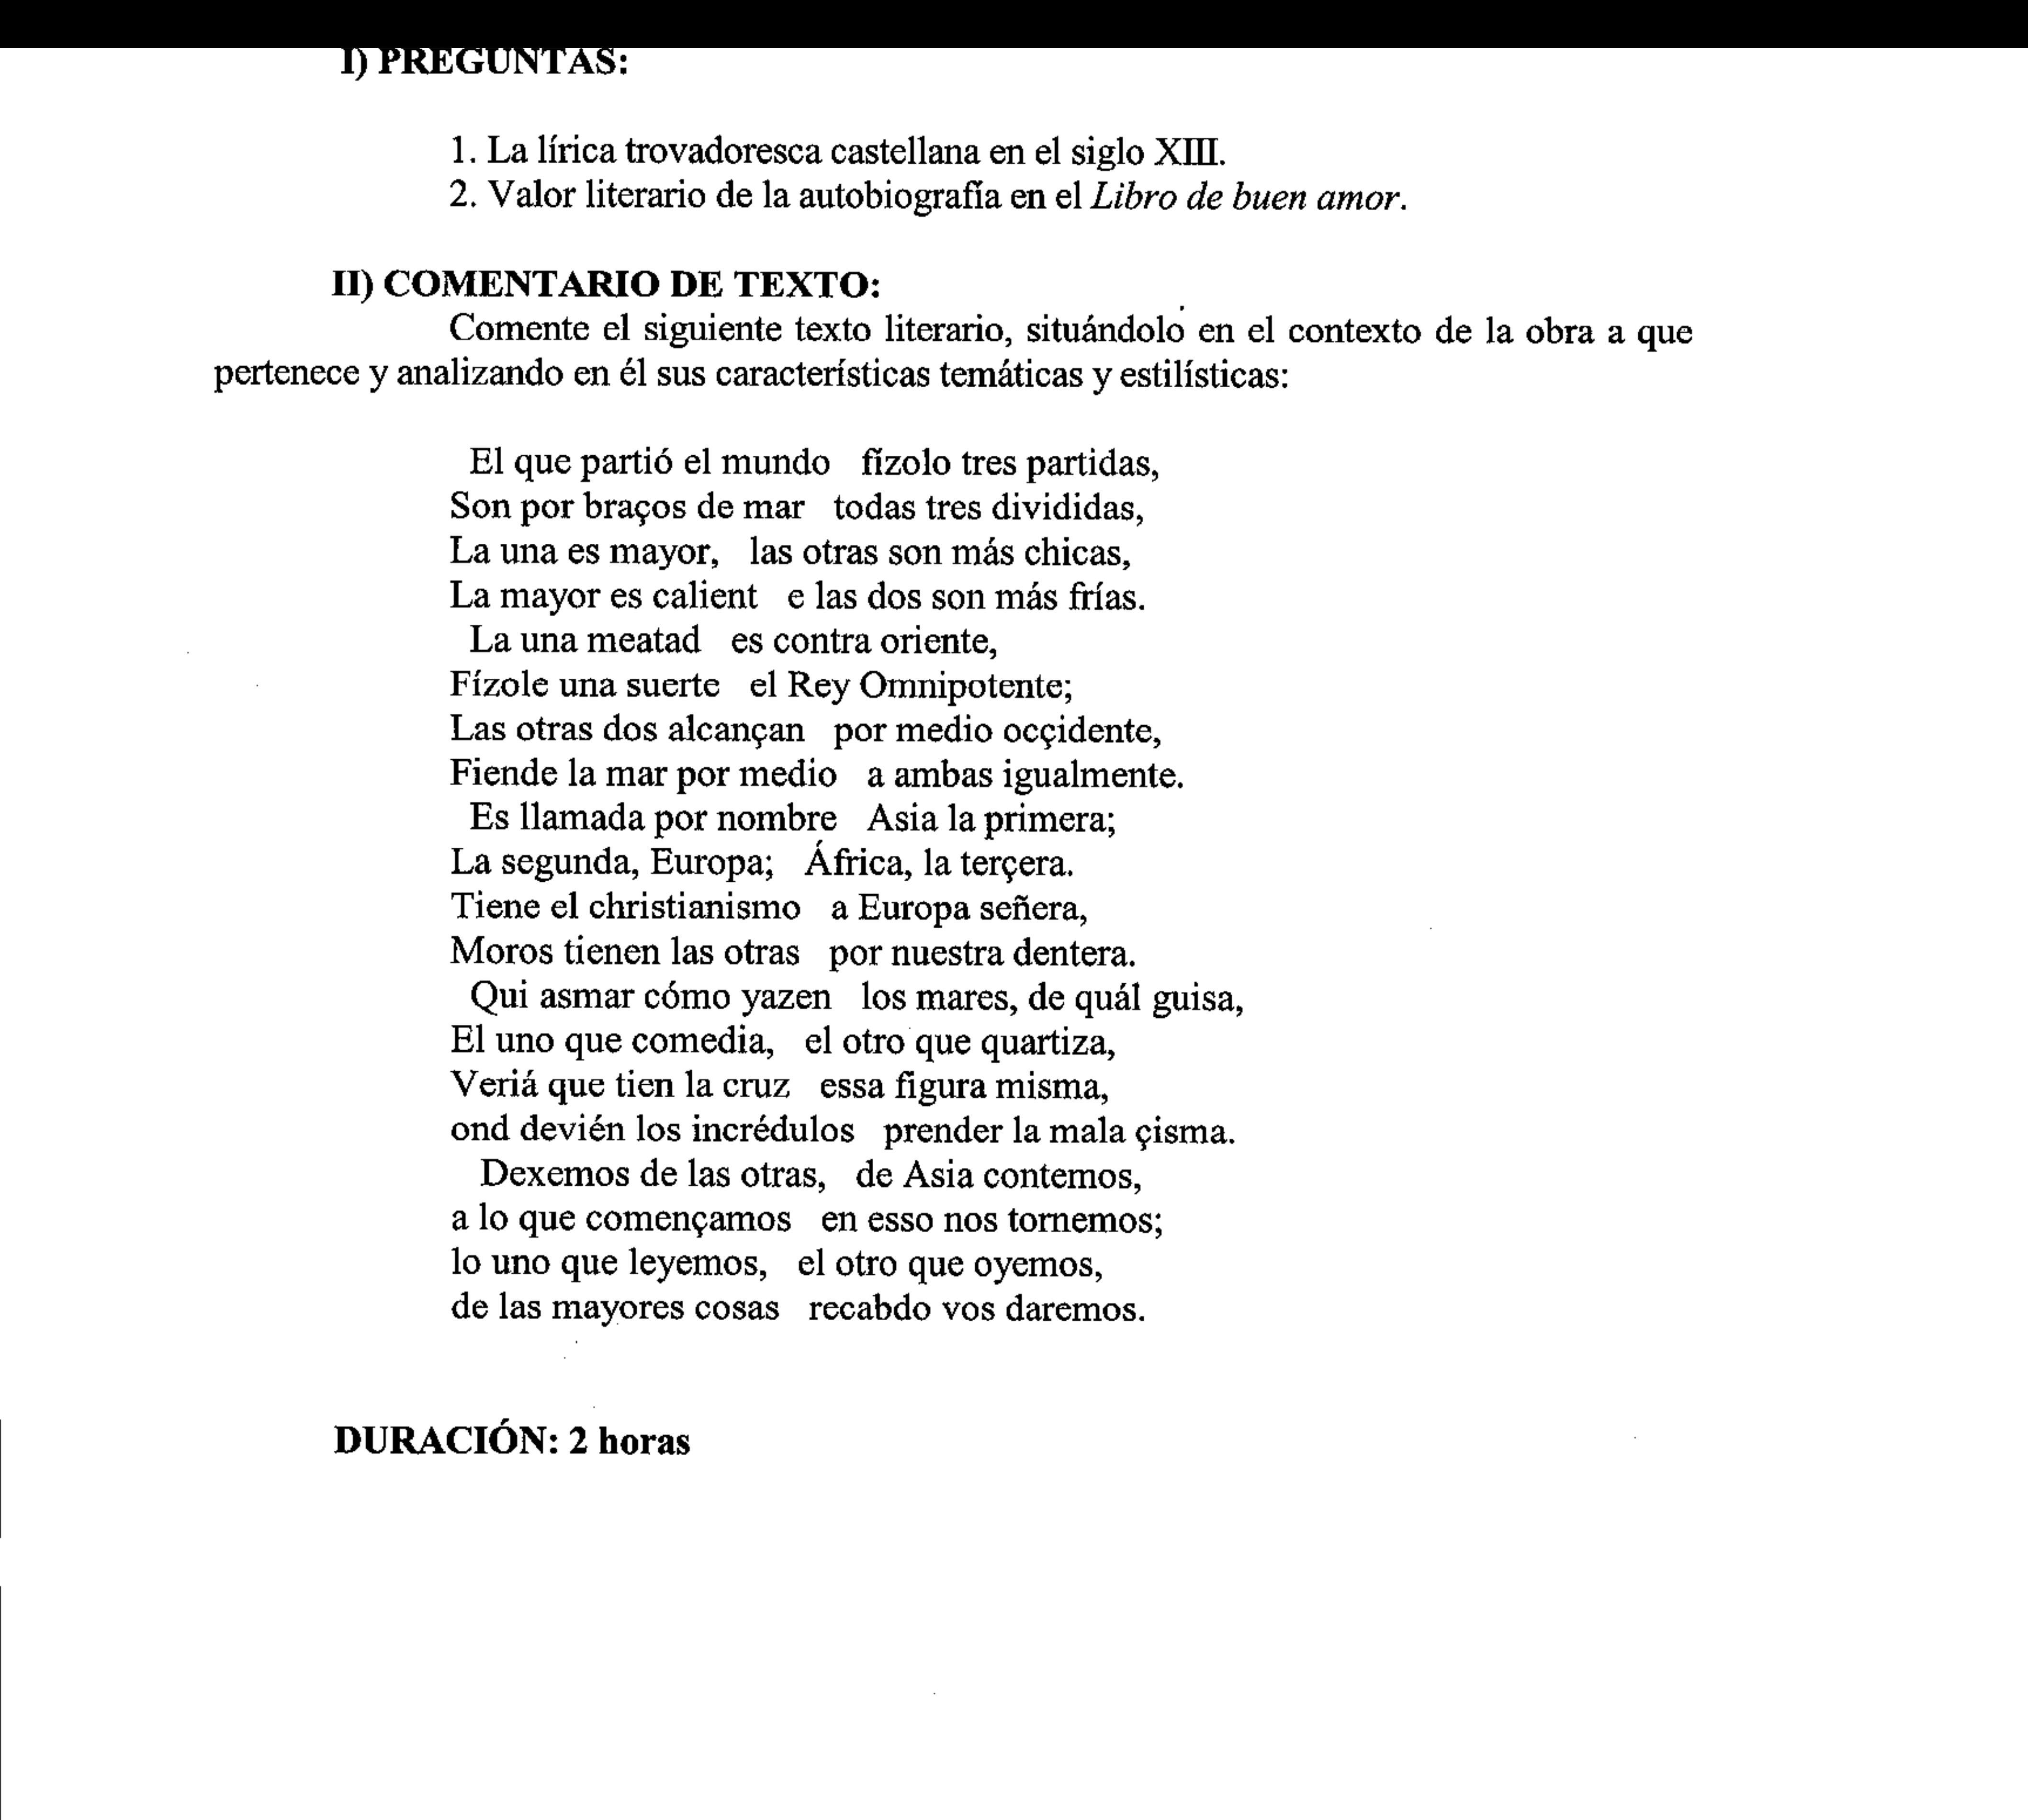 I) PREGUNTAS:
1. La lírica trovadoresca castellana en el siglo XIII.
2. Valor literario de la autobiografía en el Libro de buen amor.
II) COMENTARIO DE TEXTO:
Comente el siguiente texto literario, situándolo en el contexto de la obra a que
pertenece y analizando en él sus características temáticas y estilísticas:
El que partió el mundo fízolo tres partidas,
Son por braços de mar todas tres divididas,
La una es mayor, las otras son más chicas,
La mayor es calient e las dos son más frías.
La una meatad es contra oriente,
Fízole una suerte el Rey Omnipotente;
Las otras dos alcançan por medio ocçidente,
Fiende la mar por medio a ambas igualmente.
Es llamada por nombre Asia la primera;
La segunda, Europa; África, la terçera.
Tiene el christianismo a Europa señera,
Moros tienen las otras por nuestra dentera.
Qui asmar cómo yazen los mares, de quál guisa,
El uno que comedia, el otro que quartiza,
Veriá que tien la cruz essa figura misma,
ond devién los incrédulos prender la mala çisma.
Dexemos de las otras, de Asia contemos,
a lo que començamos en esso nos tornemos;
lo uno que leyemos, el otro que oyemos,
de las mayores cosas recabdo vos daremos.
DURACIÓN: 2 horas